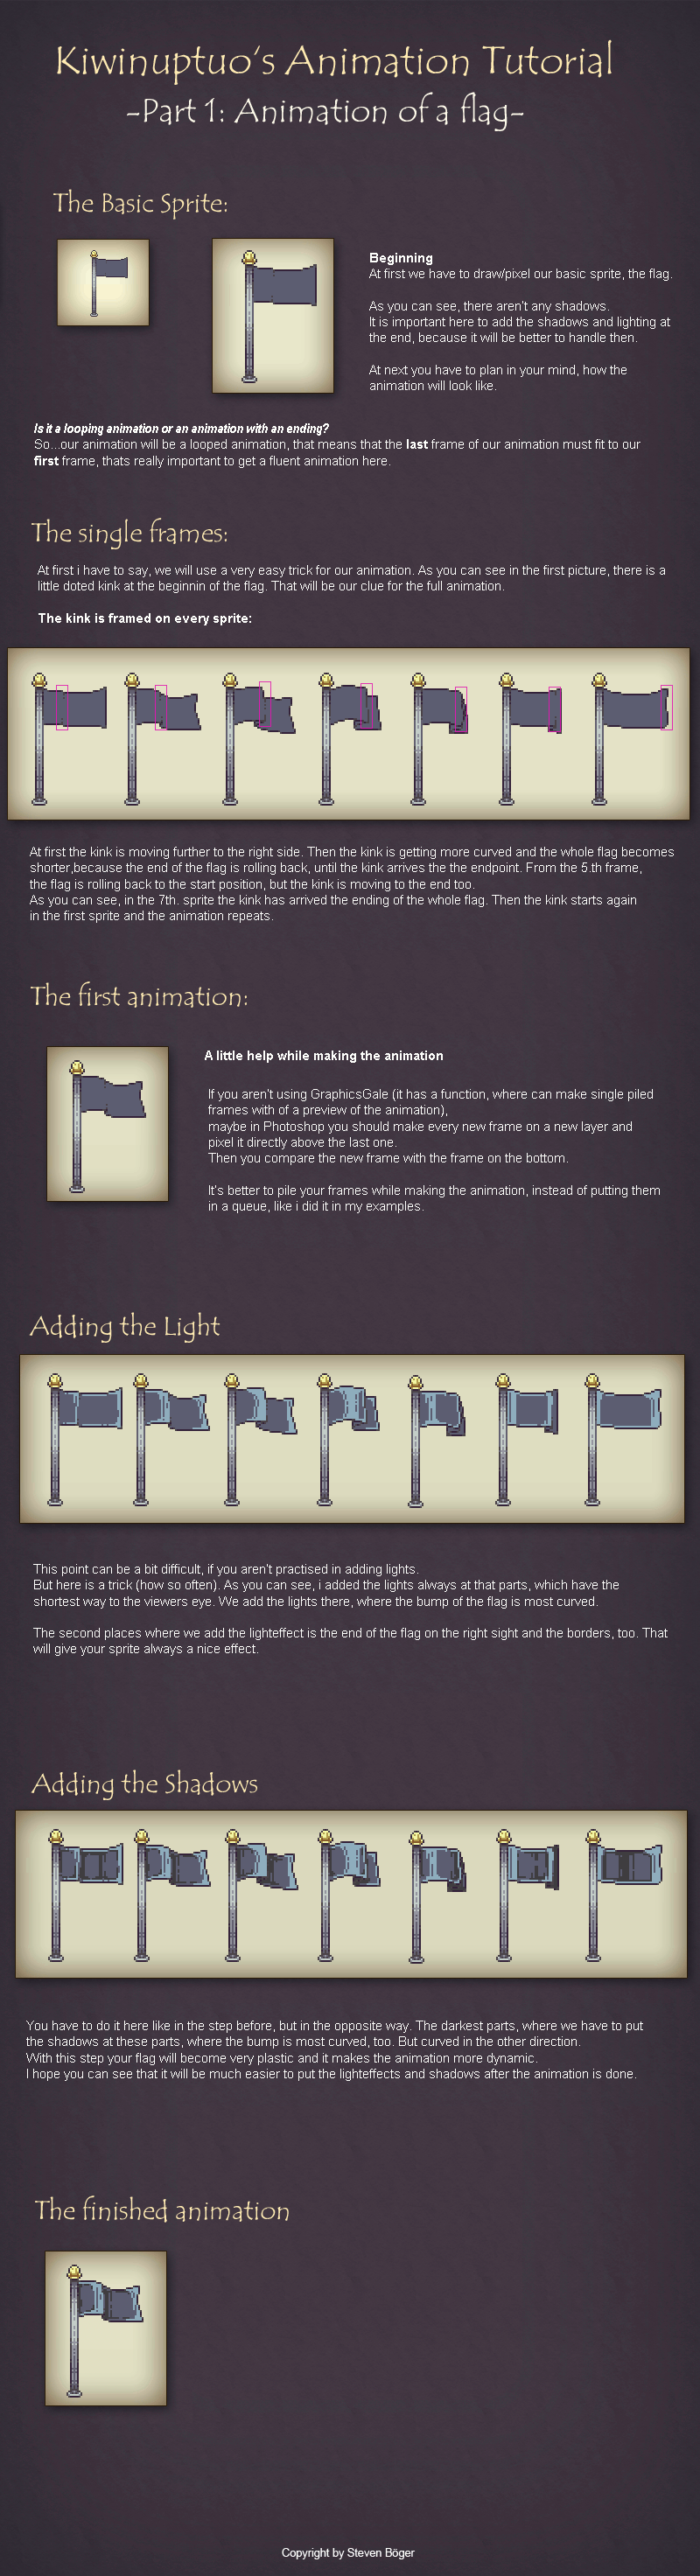 Kiwinuptuo's Animation Tutorial
-Part 1: Animation of a flag-
The Basic Sprite:
Beginning
At first we have to draw/pixel our basic sprite, the flag.
As you can see, there aren't any shadows.
It is important here to add the shadows and lighting at
the end, because it will be better to handle then.
At next you have to plan in your mind, how the
animation will look like.
Is it a looping animation or an animation with an ending?
So...our animation will be a looped animation, that means that the last frame of our animation must fit to our
first frame, thats really important to get a fluent animation here.
The single frames:
At first i have to say, we will use a very easy trick for our animation. As you can see in the first picture, there is a
little doted kink at the beginnin of the flag. That will be our clue for the full animation.
The kink is framed on every sprite:
At first the kink is moving further to the right side. Then the kink is getting more curved and the whole flag becomes
shorter,because the end of the flag is rolling back, until the kink arrives the the endpoint. From the 5.th frame,
the flag is rolling back to the start position, but the kink is moving to the end too.
As you can see, in the 7th. sprite the kink has arrived the ending of the whole flag. Then the kink starts again
in the first sprite and the animation repeats.
The first animation:
A little help while making the animation
If you aren't using GraphicsGale (it has a function, where can make single piled
frames with of a preview of the animation),
maybe in Photoshop you should make every new frame on a new layer and
pixel it directly above the last one.
Then you compare the new frame with the frame on the bottom.
It's better to pile your frames while making the animation, instead of putting them
in a queue, like i did it in my examples.
Adding the Light
This point can be a bit difficult, if you aren't practised in adding lights.
But here is a trick (how so often). As you can see, i added the lights always at that parts, which have the
shortest way to the viewers eye. We add the lights there, where the bump of the flag is most curved.
The second places where we add the lighteffect is the end of the flag on the right sight and the borders, too. That
will give your sprite always a nice effect.
Adding the Shadows
You have to do it here like in the step before, but in the opposite way. The darkest parts, where we have to put
the shadows at these parts, where the bump is most curved, too. But curved in the other direction.
With this step your flag will become very plastic and it makes the animation more dynamic.
I hope you can see that it will be much easier to put the lighteffects and shadows after the animation is done.
The finished animation
Copyright by Steven Böger